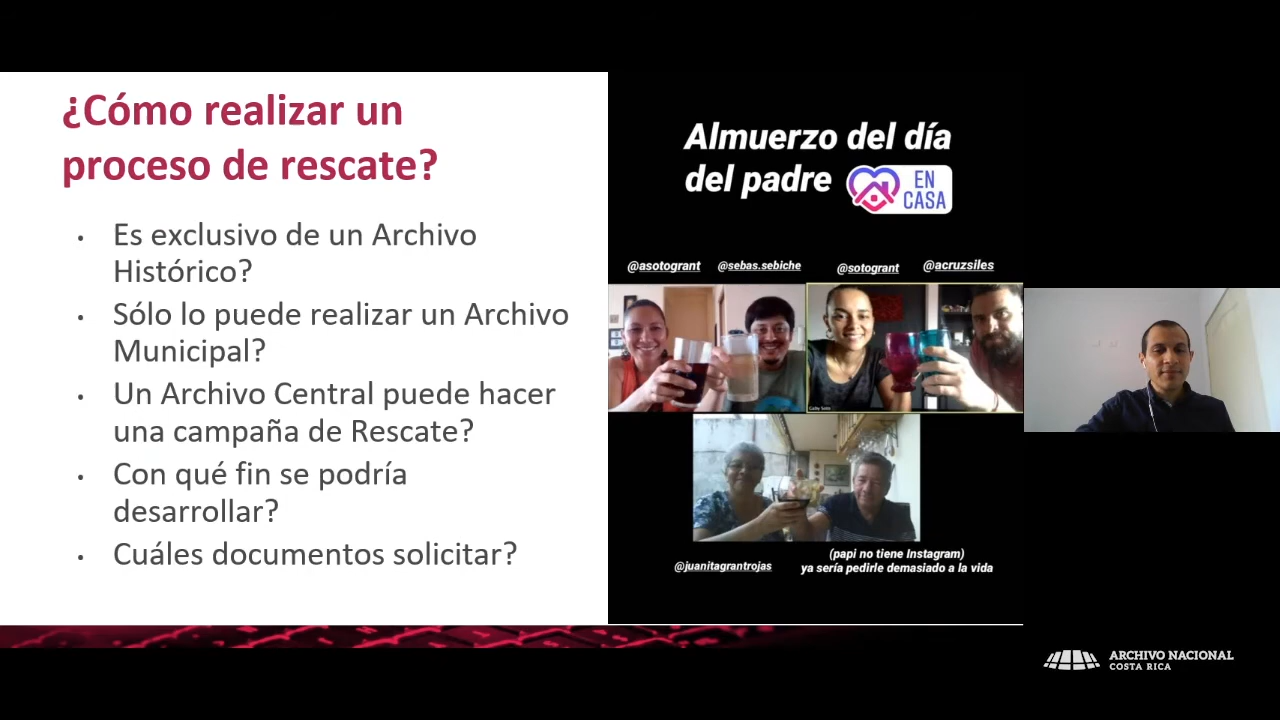 ¿Cómo realizar un
proceso de rescate?
• Es exclusivo de un Archivo
Histórico?
• Sólo lo puede realizar un Archivo
Municipal?
• Un Archivo Central puede hacer
una campaña de Rescate?
• Con qué fin se podría
desarrollar?
• Cuáles documentos solicitar?
Almuerzo del día
del padre
EN
CASA
@asotogrant @sebas.sebiche @sotogrant @acruzsiles
Gaby Soto
@juanitagrantrojas
(papi no tiene Instagram)
ya sería pedirle demasiado a la vida
ARCHIVO NACIONAL
COSTA RICA